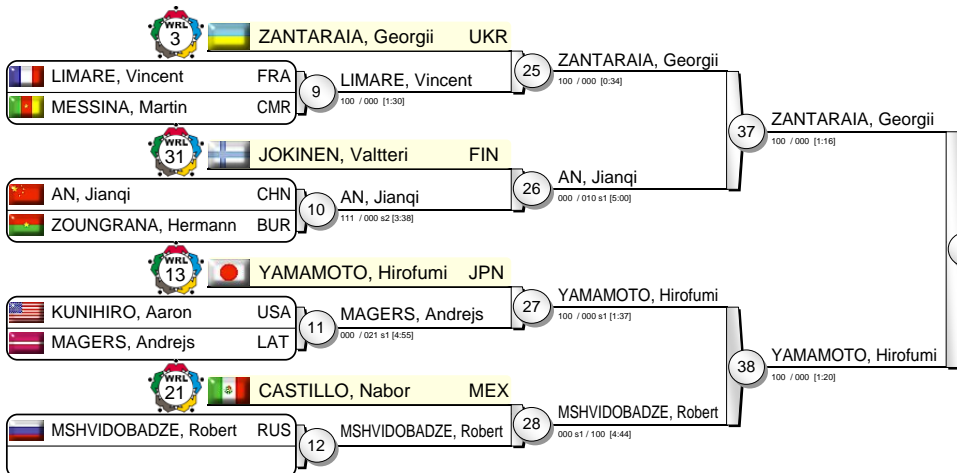 WRL 3 ZANTARAIA, Georgii UKR
LIMARE, Vincent FRA
MESSINA, Martin CMR
9
LIMARE, Vincent
100 / 000 [1:30]
25
ZANTARAIA, Georgii
100 / 000 [0:34]
WRL 31 JOKINEN, Valtteri FIN
AN, Jianqi CHN
ZOUNGRANA, Hermann BUR
10
AN, Jianqi
111 / 000 s2 [3:38]
26
AN, Jianqi
000 / 010 s1 [5:00]
37
ZANTARAIA, Georgii
100 / 000 [1:16]
WRL 13 YAMAMOTO, Hirofumi JPN
KUNIHIRO, Aaron USA
MAGERS, Andrejs LAT
11
MAGERS, Andrejs
000 / 021 s1 [4:55]
27
YAMAMOTO, Hirofumi
100 / 000 s1 [1:37]
WRL 21 CASTILLO, Nabor MEX
MSHVIDOBADZE, Robert RUS
12
MSHVIDOBADZE, Robert
28
MSHVIDOBADZE, Robert
000 s1 / 100 [4:44]
38
YAMAMOTO, Hirofumi
100 / 000 [1:20]